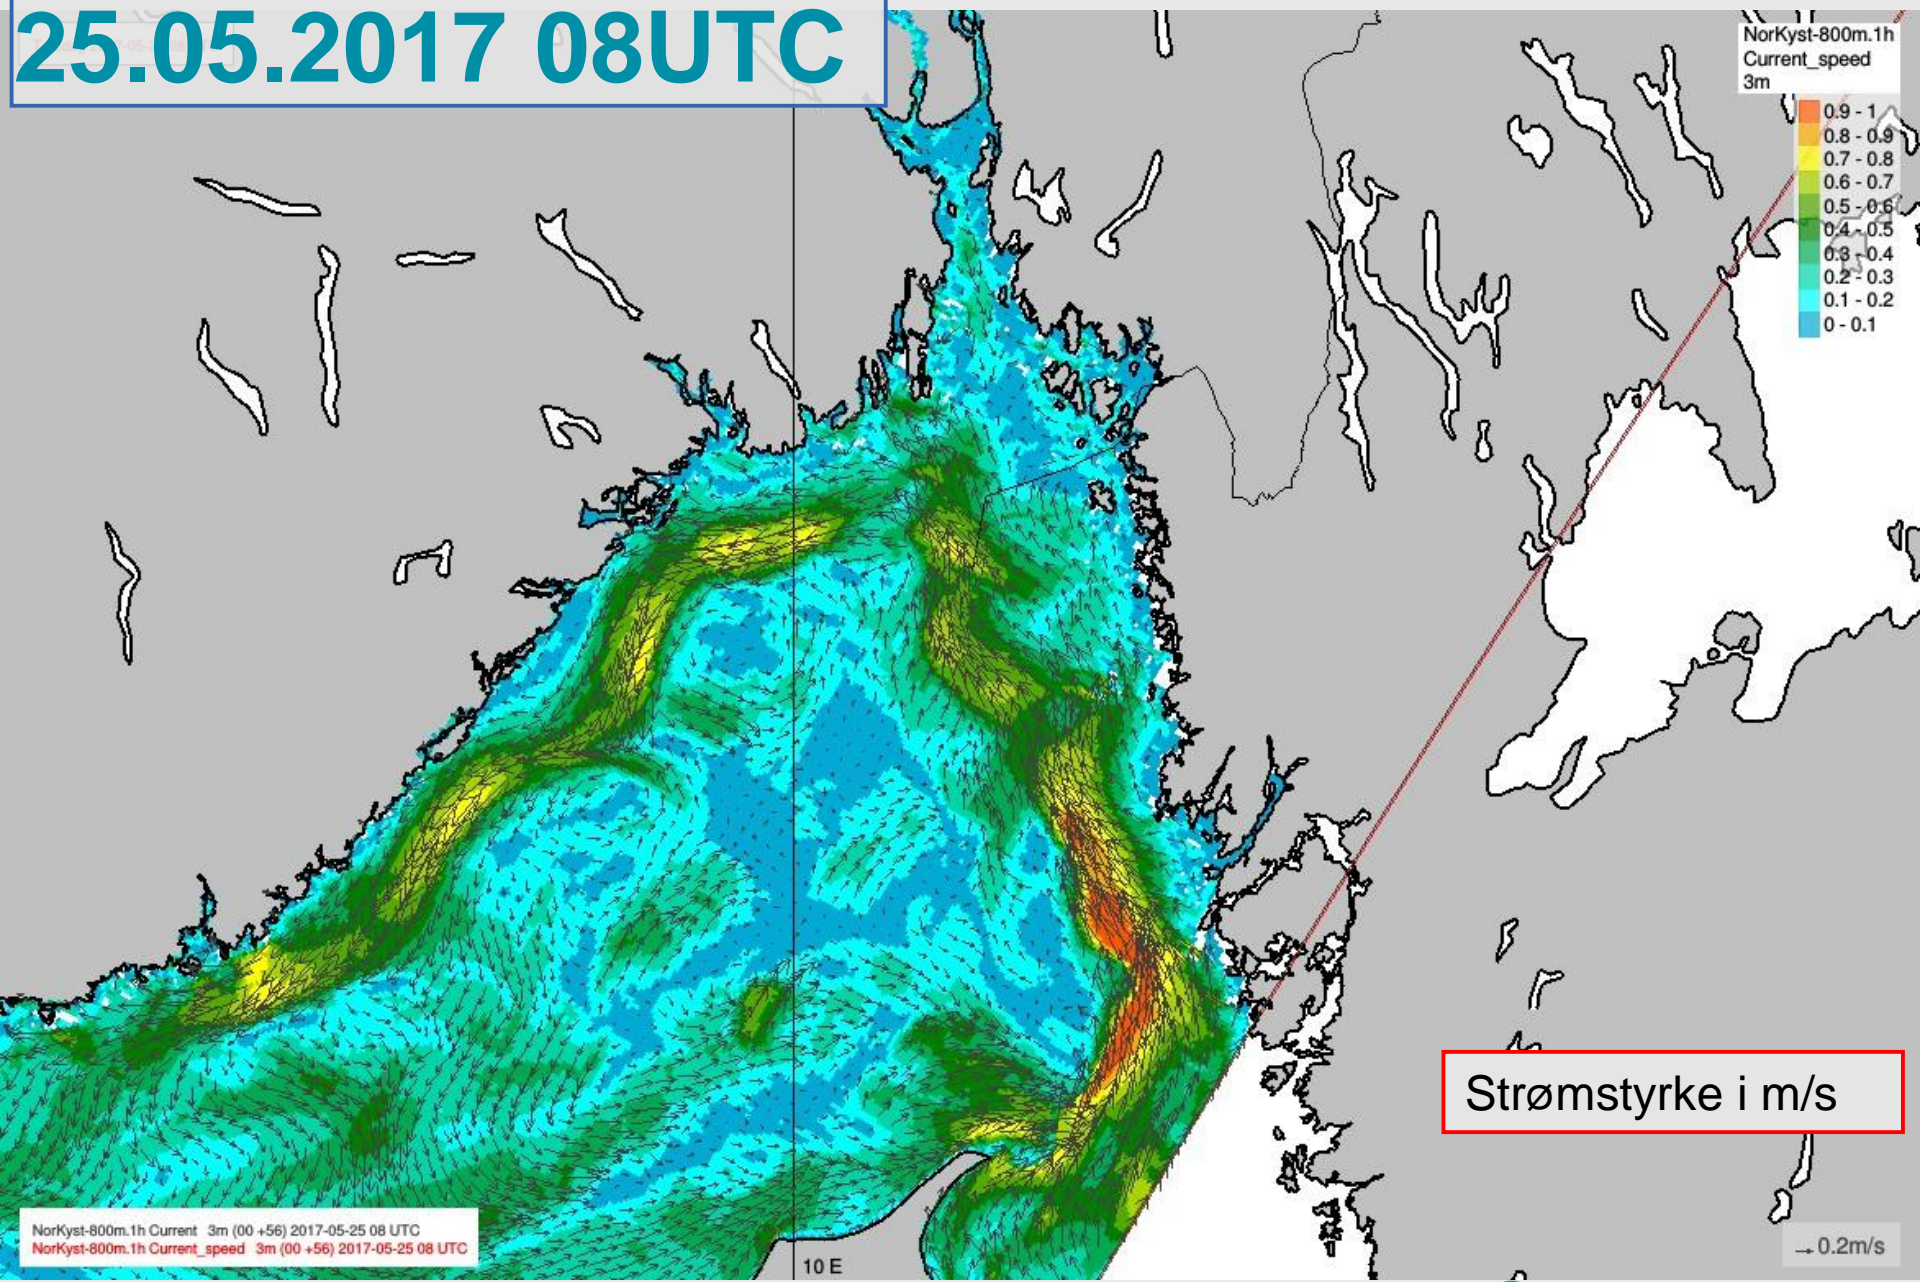 25.05.2017 08UTC
NorKyst-800m.1h
Current_speed
3m
0.9 - 1
0.8 - 0.9
0.7 - 0.8
0.6 - 0.7
0.5 - 0.6
0.4 - 0.5
0.3 - 0.4
0.2 - 0.3
0.1 - 0.2
0 - 0.1
Strømstyrke i m/s
NorKyst-800m.1h Current 3m (00 +56) 2017-05-25 08 UTC
NorKyst-800m.1h Current_speed 3m (00 +56) 2017-05-25 08 UTC
10 E
→ 0.2m/s